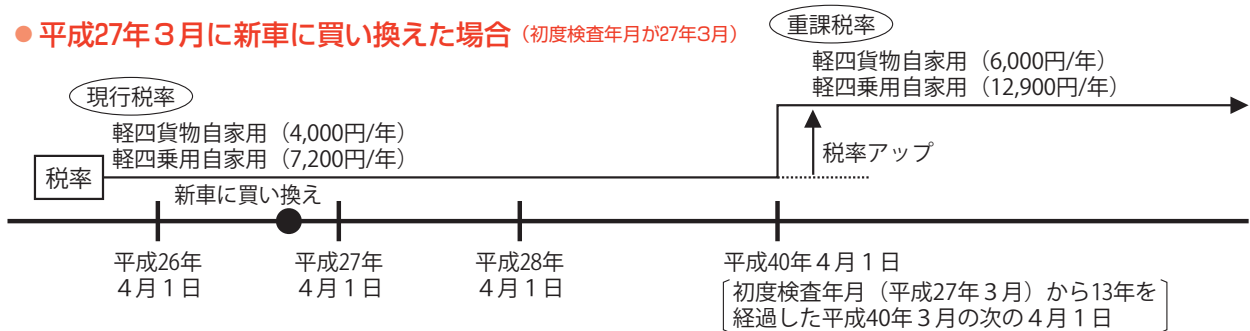 ● 平成27年３月に新車に買い換えた場合（初度検査年月が27年3月）
重課税率
軽四貨物自家用（6,000円/年）
軽四乗用自家用（12,900円/年）
現行税率
軽四貨物自家用（4,000円/年）
軽四乗用自家用（7,200円/年）
税率アップ
税率
新車に買い換え
平成26年
４月１日
平成27年
４月１日
平成28年
４月１日
平成40年４月１日
初度検査年月（平成27年３月）から13年を
経過した平成40年３月の次の４月１日